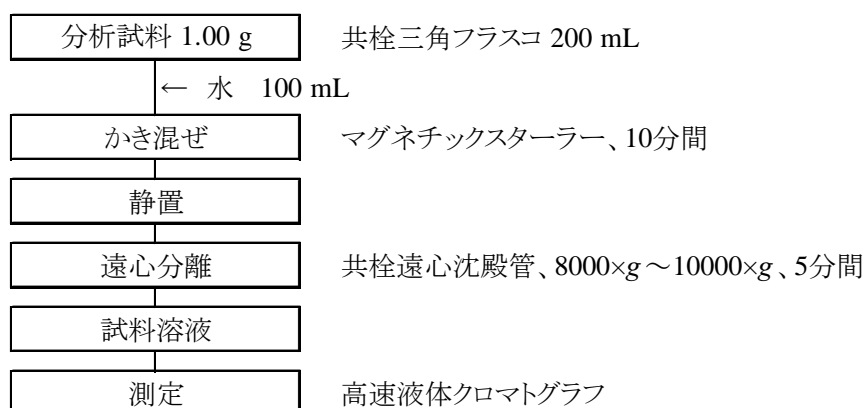 分析試料 1.00 g 共栓三角フラスコ 200 mL
← 水 100 mL
かき混ぜ マグネチックスターラー、10分間
静置
遠心分離 共栓遠心沈殿管、8000×g～10000×g、5分間
試料溶液
測定 高速液体クロマトグラフ